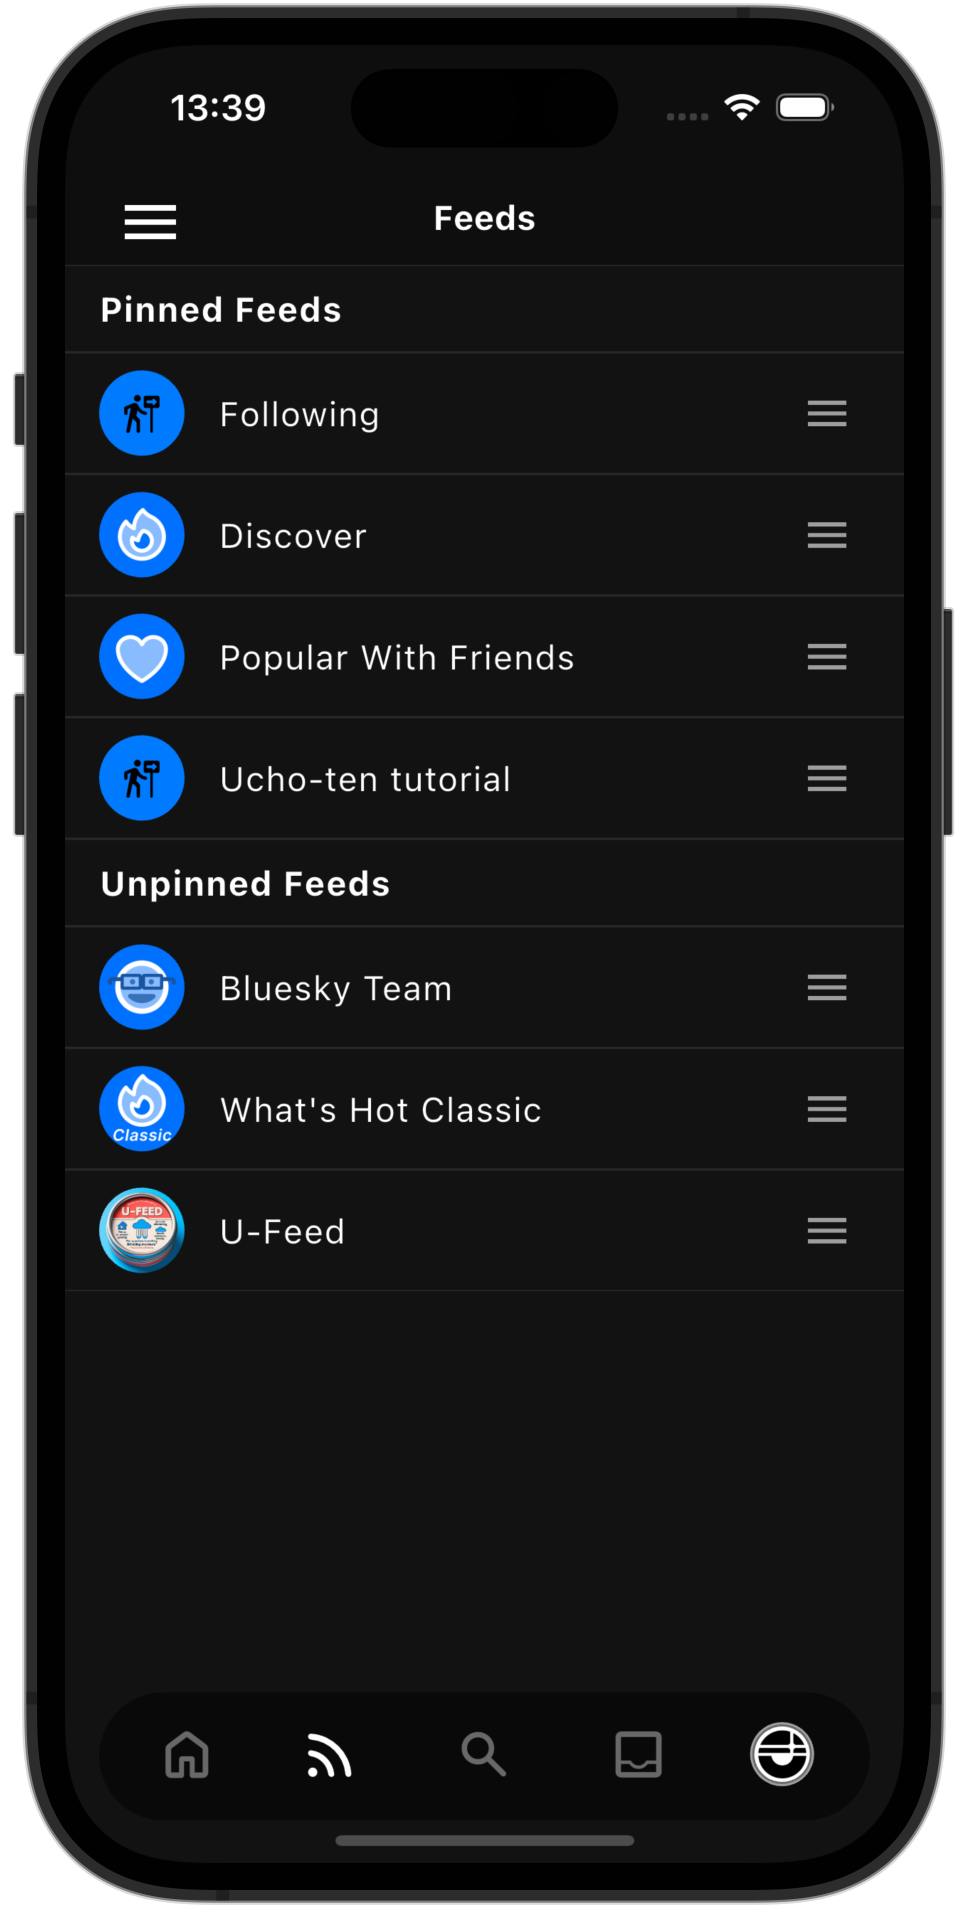 13:39
Feeds
Pinned Feeds
Following
Discover
Popular With Friends
Ucho-ten tutorial
Unpinned Feeds
Bluesky Team
Classic
What's Hot Classic
U-FEED
U-Feed